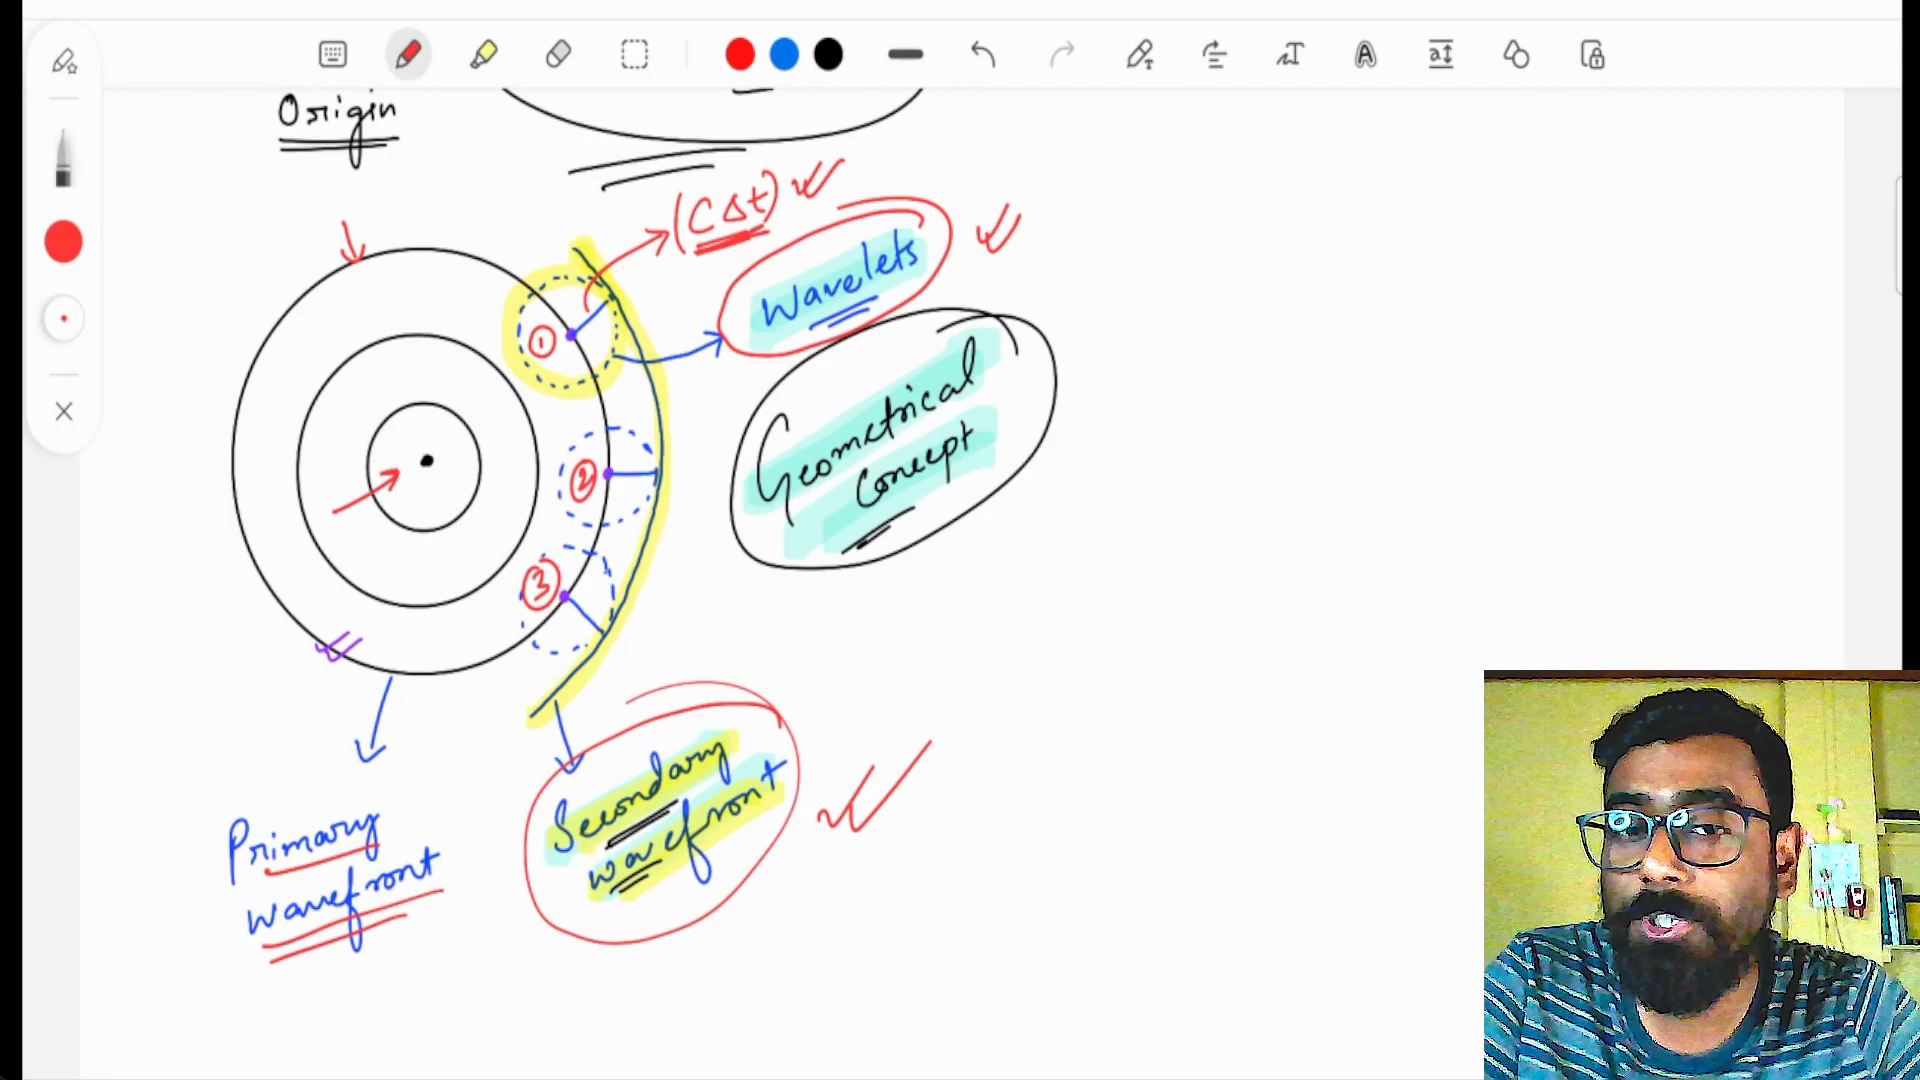 Origin
(CΔt)
Wavelets
Geometrical
Concept
①
②
③
Secondary
wavefront
Primary
wavefront